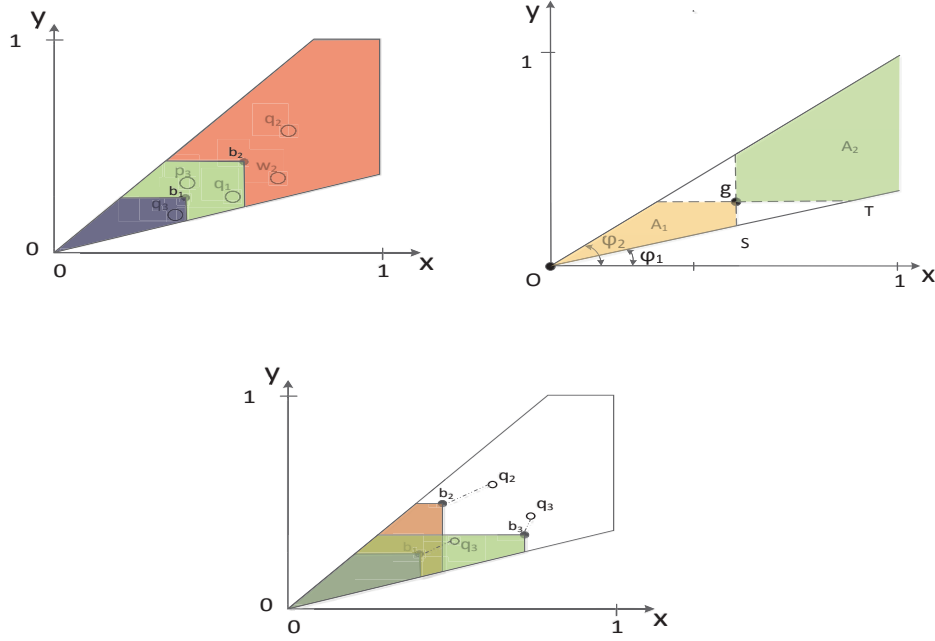 y
1
q₂
b₂
w₂
p₃
q₁
b₁
q₃
0
0
1
x
y
1
A₂
g
A₁
T
S
φ₂
φ₁
O
1
x
y
1
q₂
b₂
q₃
b₃
b₁
q₃
0
0
1
x